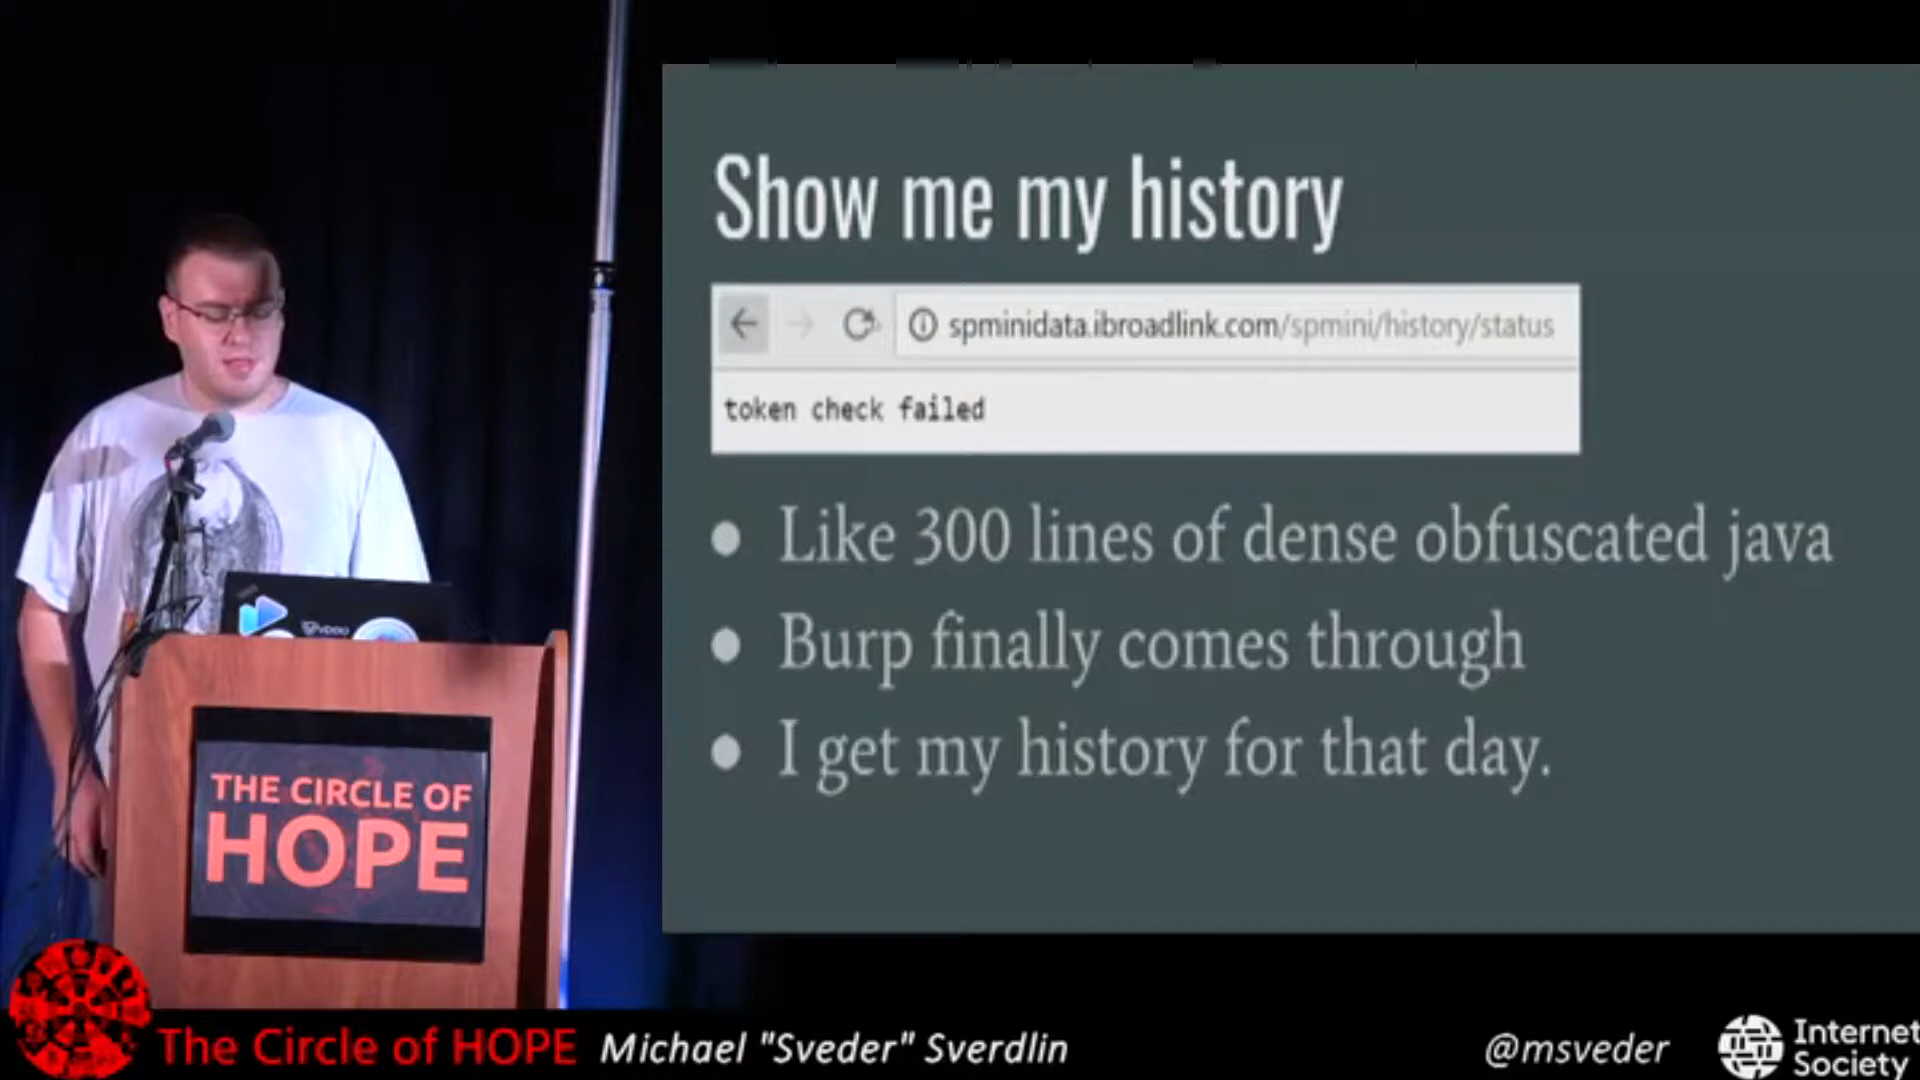 Show me my history
spminidata.ibroadlink.com/spmini/history/status
token check failed
● Like 300 lines of dense obfuscated java
● Burp finally comes through
● I get my history for that day.
THE CIRCLE OF
HOPE
The Circle of HOPE Michael "Sveder" Sverdlin @msveder
Internet
Society